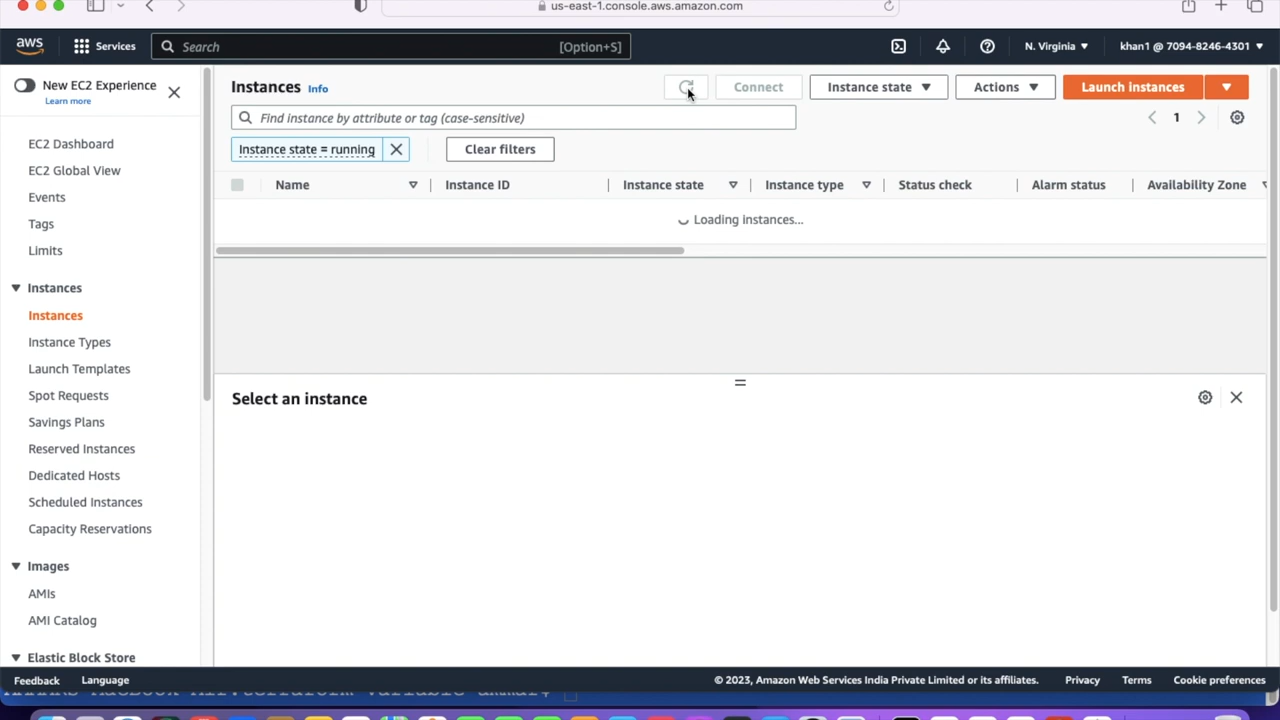 us-east-1.console.aws.amazon.com
aws Services Search [Option+S] N. Virginia khan1 @ 7094-8246-4301
New EC2 Experience
Learn more
EC2 Dashboard
EC2 Global View
Events
Tags
Limits
Instances
Instances
Instance Types
Launch Templates
Spot Requests
Savings Plans
Reserved Instances
Dedicated Hosts
Scheduled Instances
Capacity Reservations
Images
AMIs
AMI Catalog
Elastic Block Store
Instances Info Connect Instance state Actions Launch instances
Find instance by attribute or tag (case-sensitive) 1
Instance state = running Clear filters
Name Instance ID Instance state Instance type Status check Alarm status Availability Zone
Loading instances...
Select an instance
Feedback Language © 2023, Amazon Web Services India Private Limited or its affiliates. Privacy Terms Cookie preferences